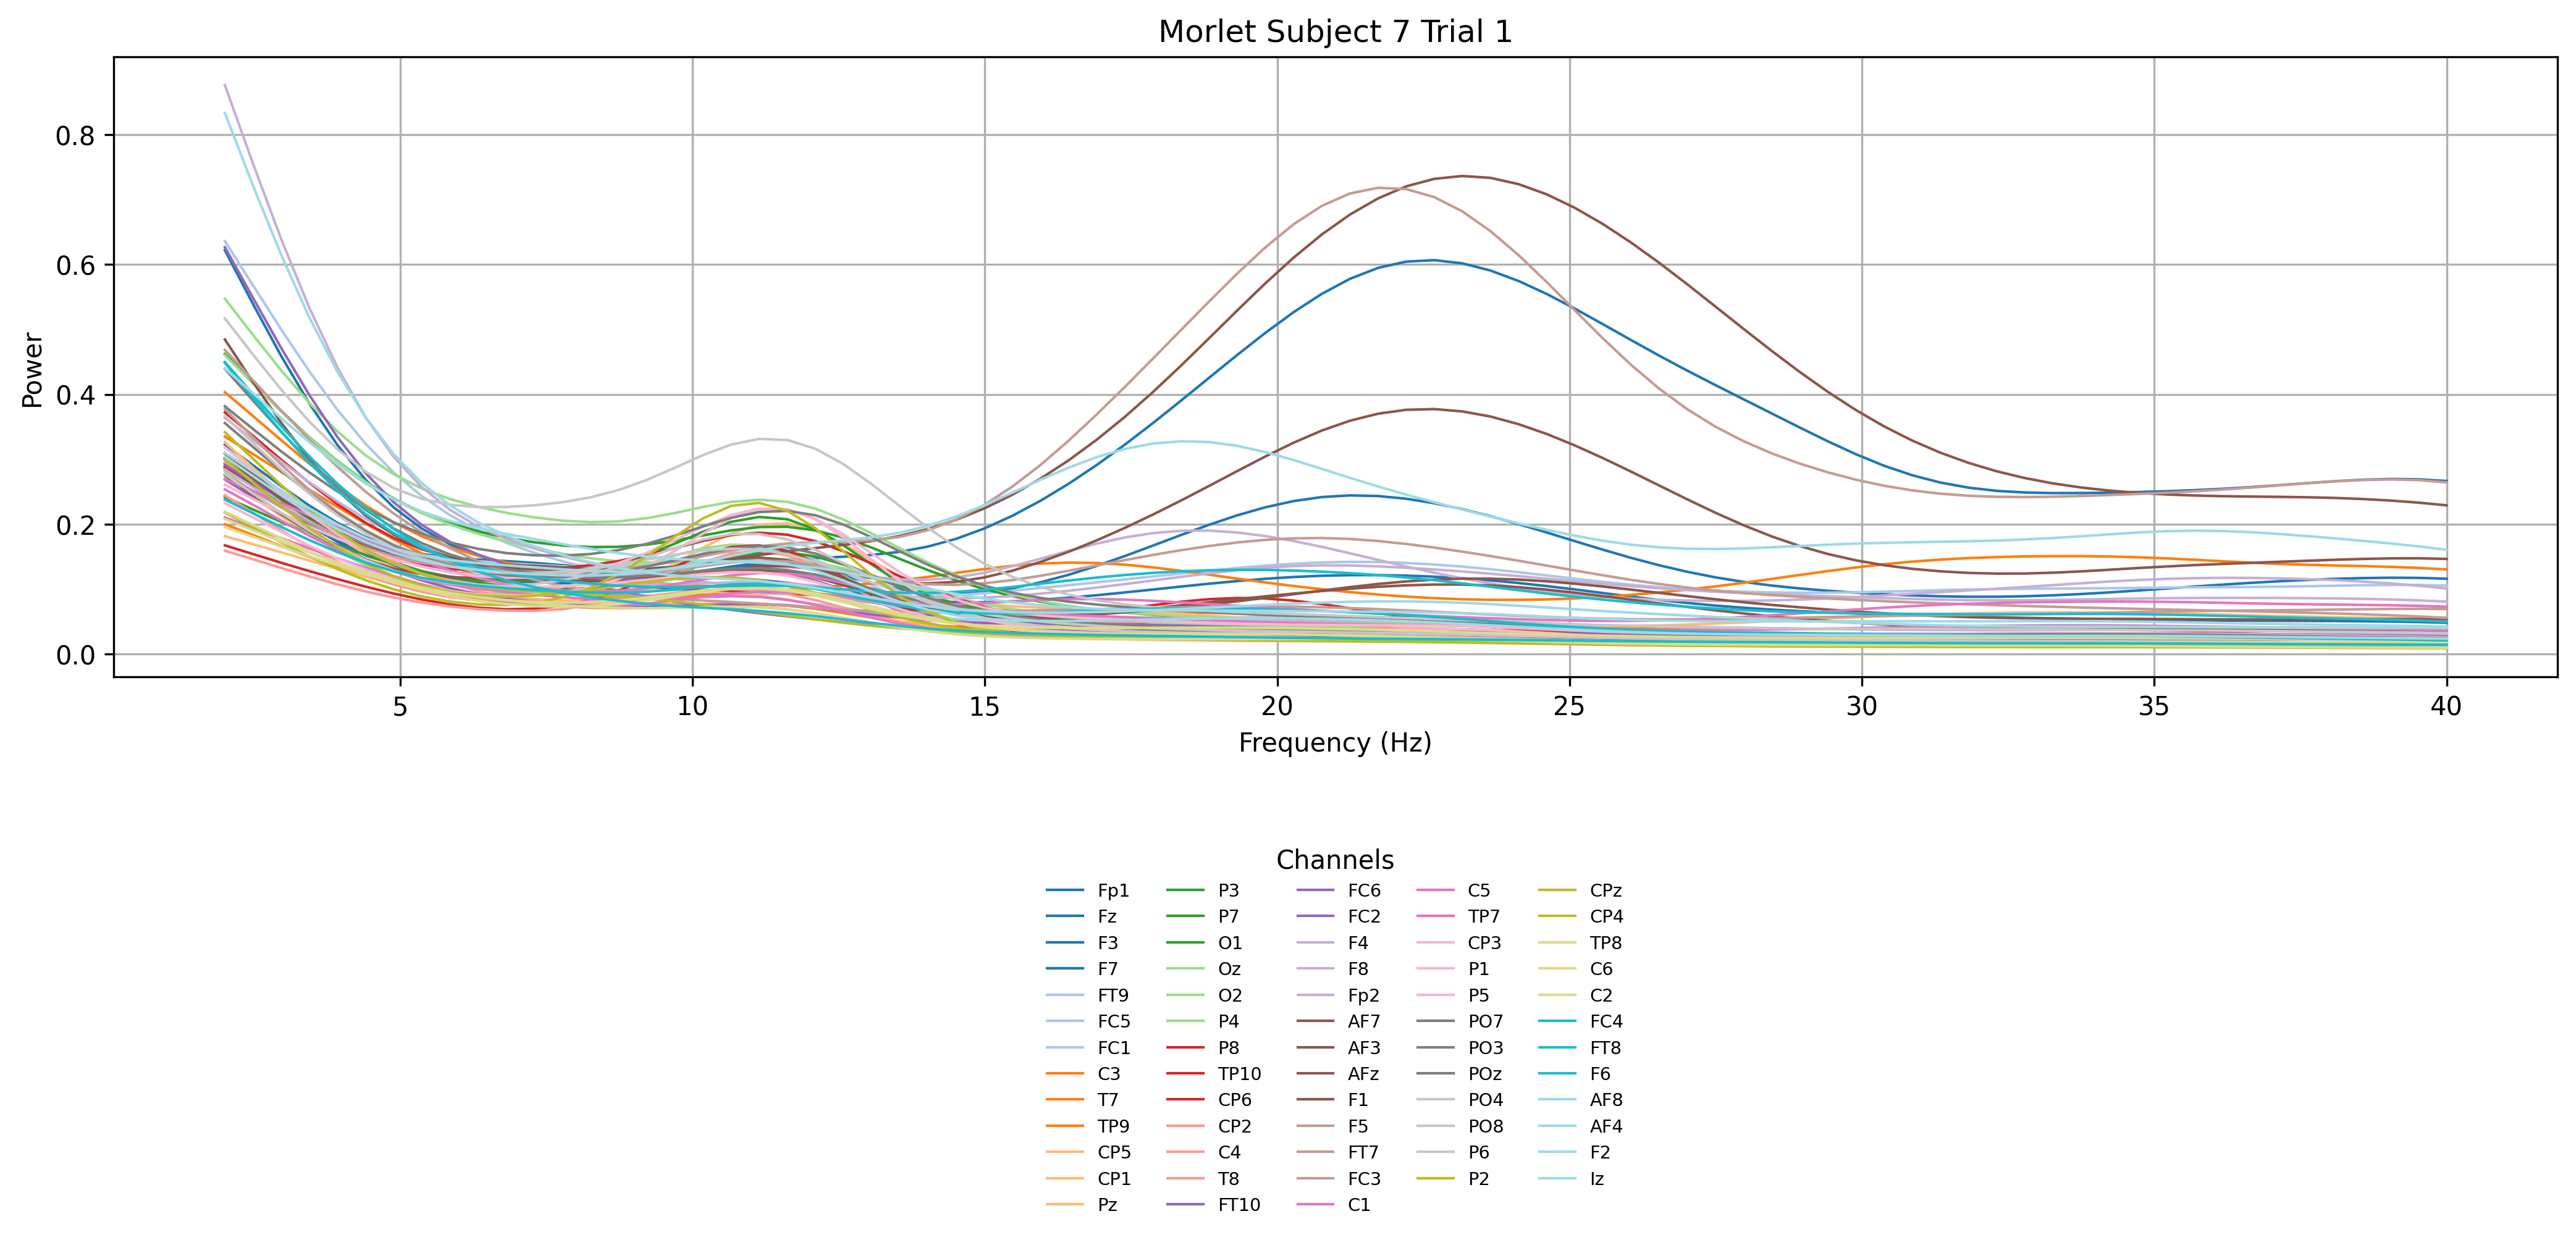 Morlet Subject 7 Trial 1
Power
0.8
0.6
0.4
0.2
0.0
5 10 15 20 25 30 35 40
Frequency (Hz)
Channels
Fp1 P3 FC6 C5 CPz
Fz P7 FC2 TP7 CP4
F3 O1 F4 CP3 TP8
F7 Oz F8 P1 C6
FT9 O2 Fp2 P5 C2
FC5 P4 AF7 PO7 FC4
FC1 P8 AF3 PO3 FT8
C3 TP10 AFz POz F6
T7 CP6 F1 PO4 AF8
TP9 CP2 F5 PO8 AF4
CP5 C4 FT7 P6 F2
CP1 T8 FC3 P2 Iz
Pz FT10 C1